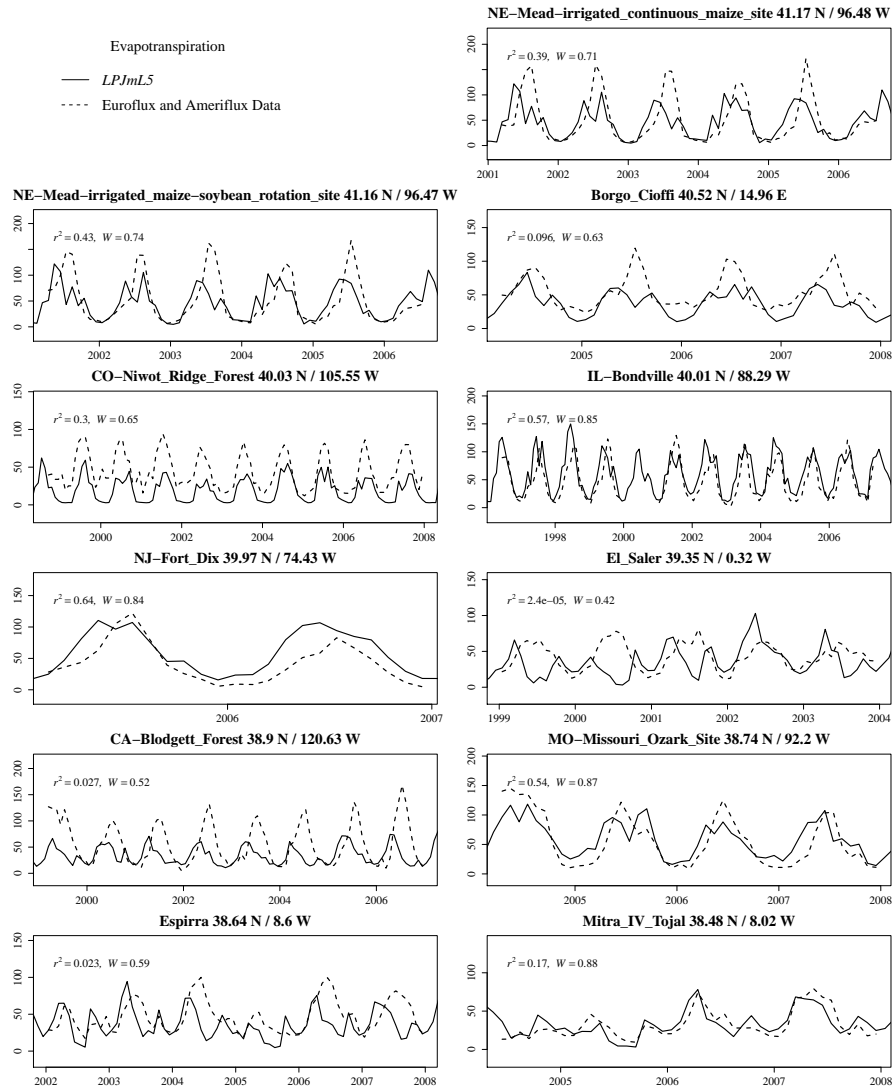 NE−Mead−irrigated_continuous_maize_site 41.17 N / 96.48 W
Evapotranspiration
LPJmL5
Euroflux and Ameriflux Data
r² = 0.39, W = 0.71
0 50 100 200
2001 2002 2003 2004 2005 2006
NE−Mead−irrigated_maize−soybean_rotation_site 41.16 N / 96.47 W
r² = 0.43, W = 0.74
0 50 100 200
2002 2003 2004 2005 2006
Borgo_Cioffi 40.52 N / 14.96 E
r² = 0.096, W = 0.63
0 50 100 150
2005 2006 2007 2008
CO−Niwot_Ridge_Forest 40.03 N / 105.55 W
r² = 0.3, W = 0.65
0 50 100 150
2000 2002 2004 2006 2008
IL−Bondville 40.01 N / 88.29 W
r² = 0.57, W = 0.85
0 50 100 150 200
1998 2000 2002 2004 2006
NJ−Fort_Dix 39.97 N / 74.43 W
r² = 0.64, W = 0.84
0 50 100 150
2006 2007
El_Saler 39.35 N / 0.32 W
r² = 2.4e−05, W = 0.42
0 50 100 150
1999 2000 2001 2002 2003 2004
CA−Blodgett_Forest 38.9 N / 120.63 W
r² = 0.027, W = 0.52
0 50 100 150 200
2000 2002 2004 2006
MO−Missouri_Ozark_Site 38.74 N / 92.2 W
r² = 0.54, W = 0.87
0 50 100 150 200
2005 2006 2007 2008
Espirra 38.64 N / 8.6 W
r² = 0.023, W = 0.59
0 50 100 150
2002 2003 2004 2005 2006 2007 2008
Mitra_IV_Tojal 38.48 N / 8.02 W
r² = 0.17, W = 0.88
0 50 100 150
2005 2006 2007 2008